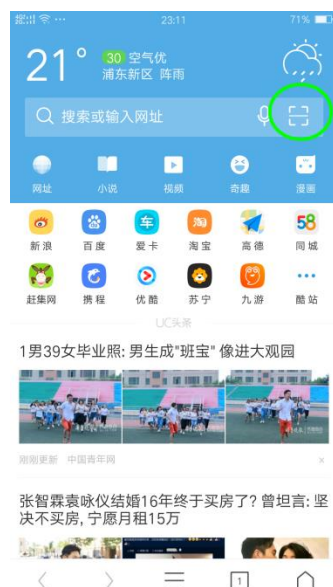 23:11
71%
21°
30 空气优
浦东新区 阵雨
搜索或输入网址
网址 小说 视频 奇趣 漫画
新浪 百度 爱卡 淘宝 高德 同城
赶集网 携程 优酷 苏宁 九游 酷站
UC头条
1男39女毕业照: 男生成"班宝" 像进大观园
刚刚更新 中国青年网
张智霖袁咏仪结婚16年终于买房了? 曾坦言: 坚
决不买房, 宁愿月租15万
1